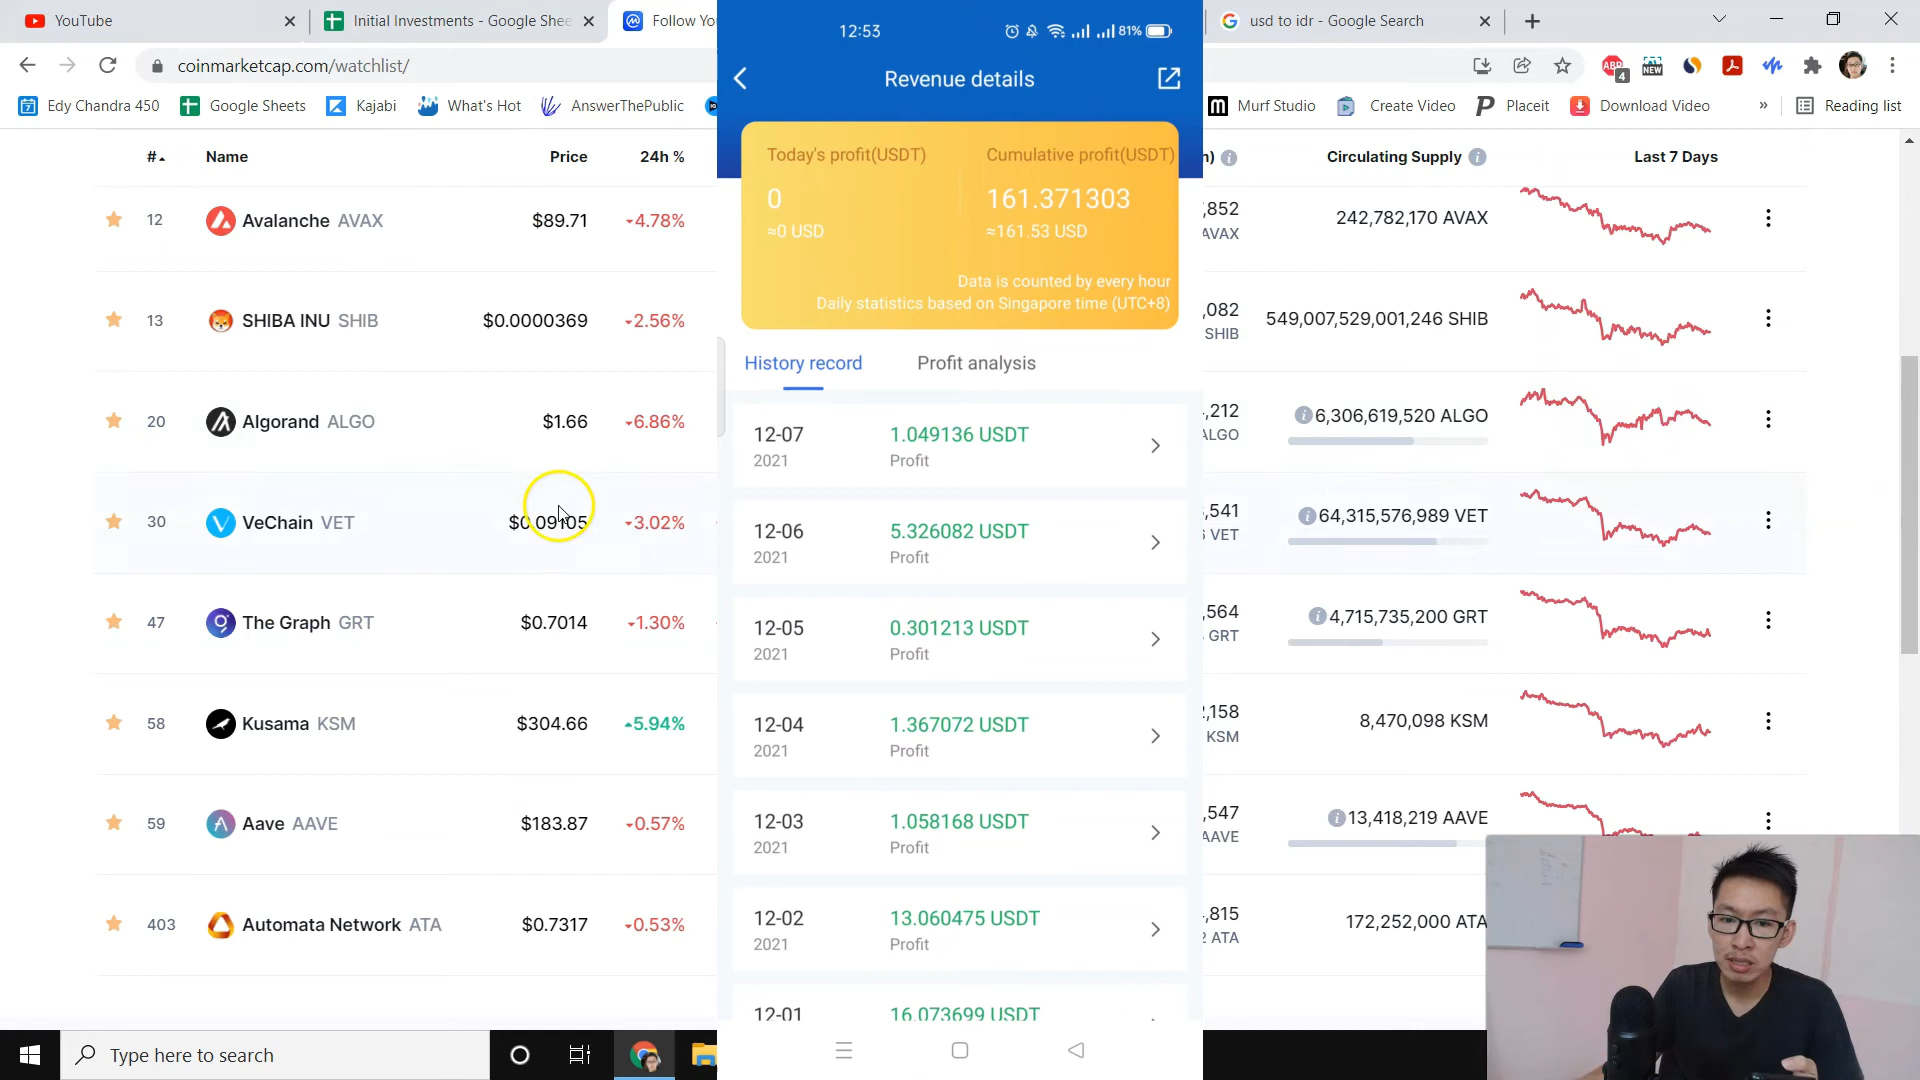 YouTube
Initial Investments - Google Shee
Follow You
usd to idr - Google Search
coinmarketcap.com/watchlist/
ABP
4
NEW
Edy Chandra 450
Google Sheets
Kajabi
What's Hot
AnswerThePublic
Murf Studio
Create Video
Placeit
Download Video
»
Reading list
# Name Price 24h %
Circulating Supply
Last 7 Days
12 Avalanche AVAX $89.71 4.78%
,852
AVAX
242,782,170 AVAX
13 SHIBA INU SHIB $0.0000369 2.56%
,082
SHIB
549,007,529,001,246 SHIB
20 Algorand ALGO $1.66 6.86%
,212
ALGO
6,306,619,520 ALGO
30 VeChain VET $0.09105 3.02%
,541
VET
64,315,576,989 VET
47 The Graph GRT $0.7014 1.30%
,564
GRT
4,715,735,200 GRT
58 Kusama KSM $304.66 5.94%
,158
KSM
8,470,098 KSM
59 Aave AAVE $183.87 0.57%
,547
AAVE
13,418,219 AAVE
403 Automata Network ATA $0.7317 0.53%
,815
ATA
172,252,000 ATA
12:53
81%
Revenue details
Today's profit(USDT)
Cumulative profit(USDT)
0
161.371303
≈0 USD
≈161.53 USD
Data is counted by every hour
Daily statistics based on Singapore time (UTC+8)
History record
Profit analysis
12-07 1.049136 USDT
2021 Profit
12-06 5.326082 USDT
2021 Profit
12-05 0.301213 USDT
2021 Profit
12-04 1.367072 USDT
2021 Profit
12-03 1.058168 USDT
2021 Profit
12-02 13.060475 USDT
2021 Profit
12-01 16.073699 USDT
Type here to search